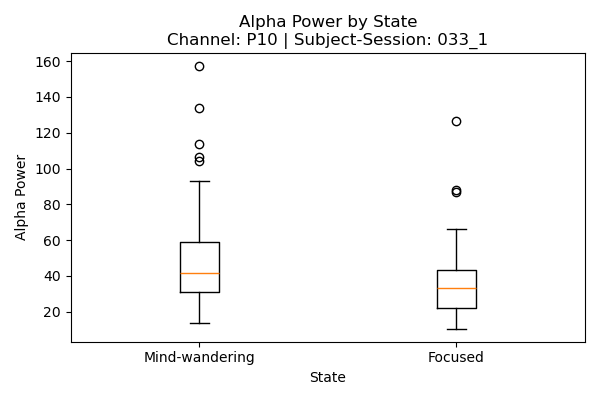 Alpha Power by State
Channel: P10 | Subject-Session: 033_1
160
140
120
100
80
60
40
20
Alpha Power
Mind-wandering
Focused
State